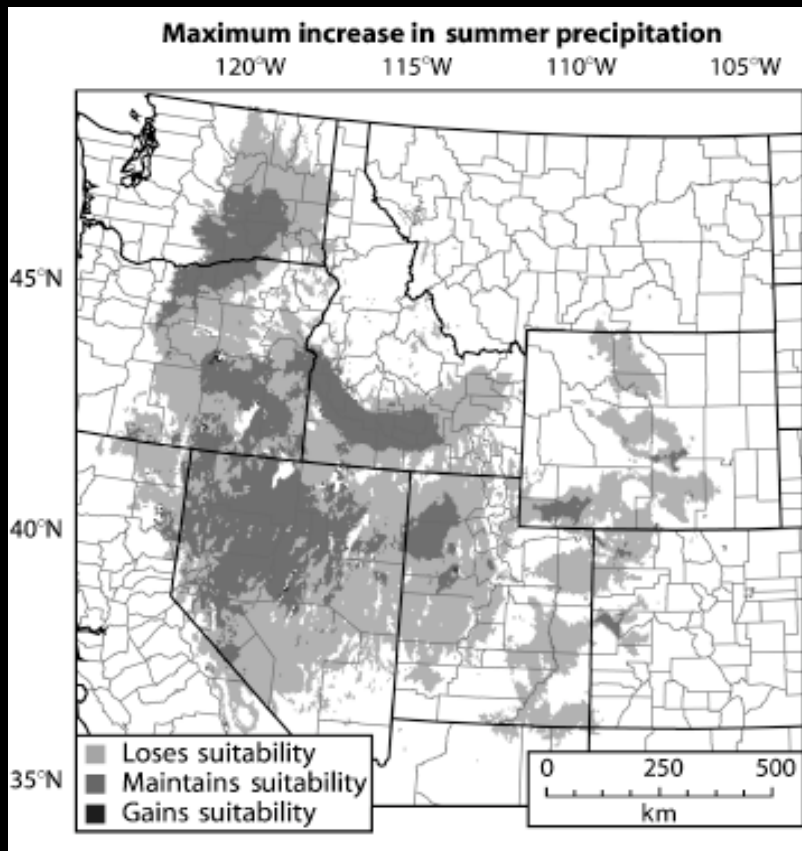 Maximum increase in summer precipitation
120°W 115°W 110°W 105°W
45°N
40°N
35°N
Loses suitability
Maintains suitability
Gains suitability
0 250 500
km